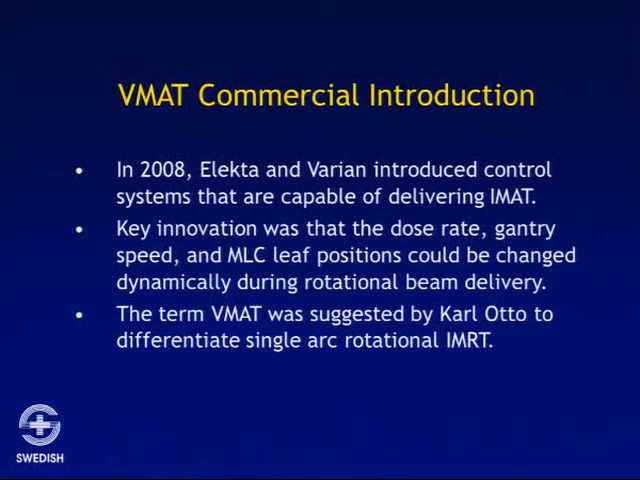 VMAT Commercial Introduction
• In 2008, Elekta and Varian introduced control
systems that are capable of delivering IMAT.
• Key innovation was that the dose rate, gantry
speed, and MLC leaf positions could be changed
dynamically during rotational beam delivery.
• The term VMAT was suggested by Karl Otto to
differentiate single arc rotational IMRT.
SWEDISH